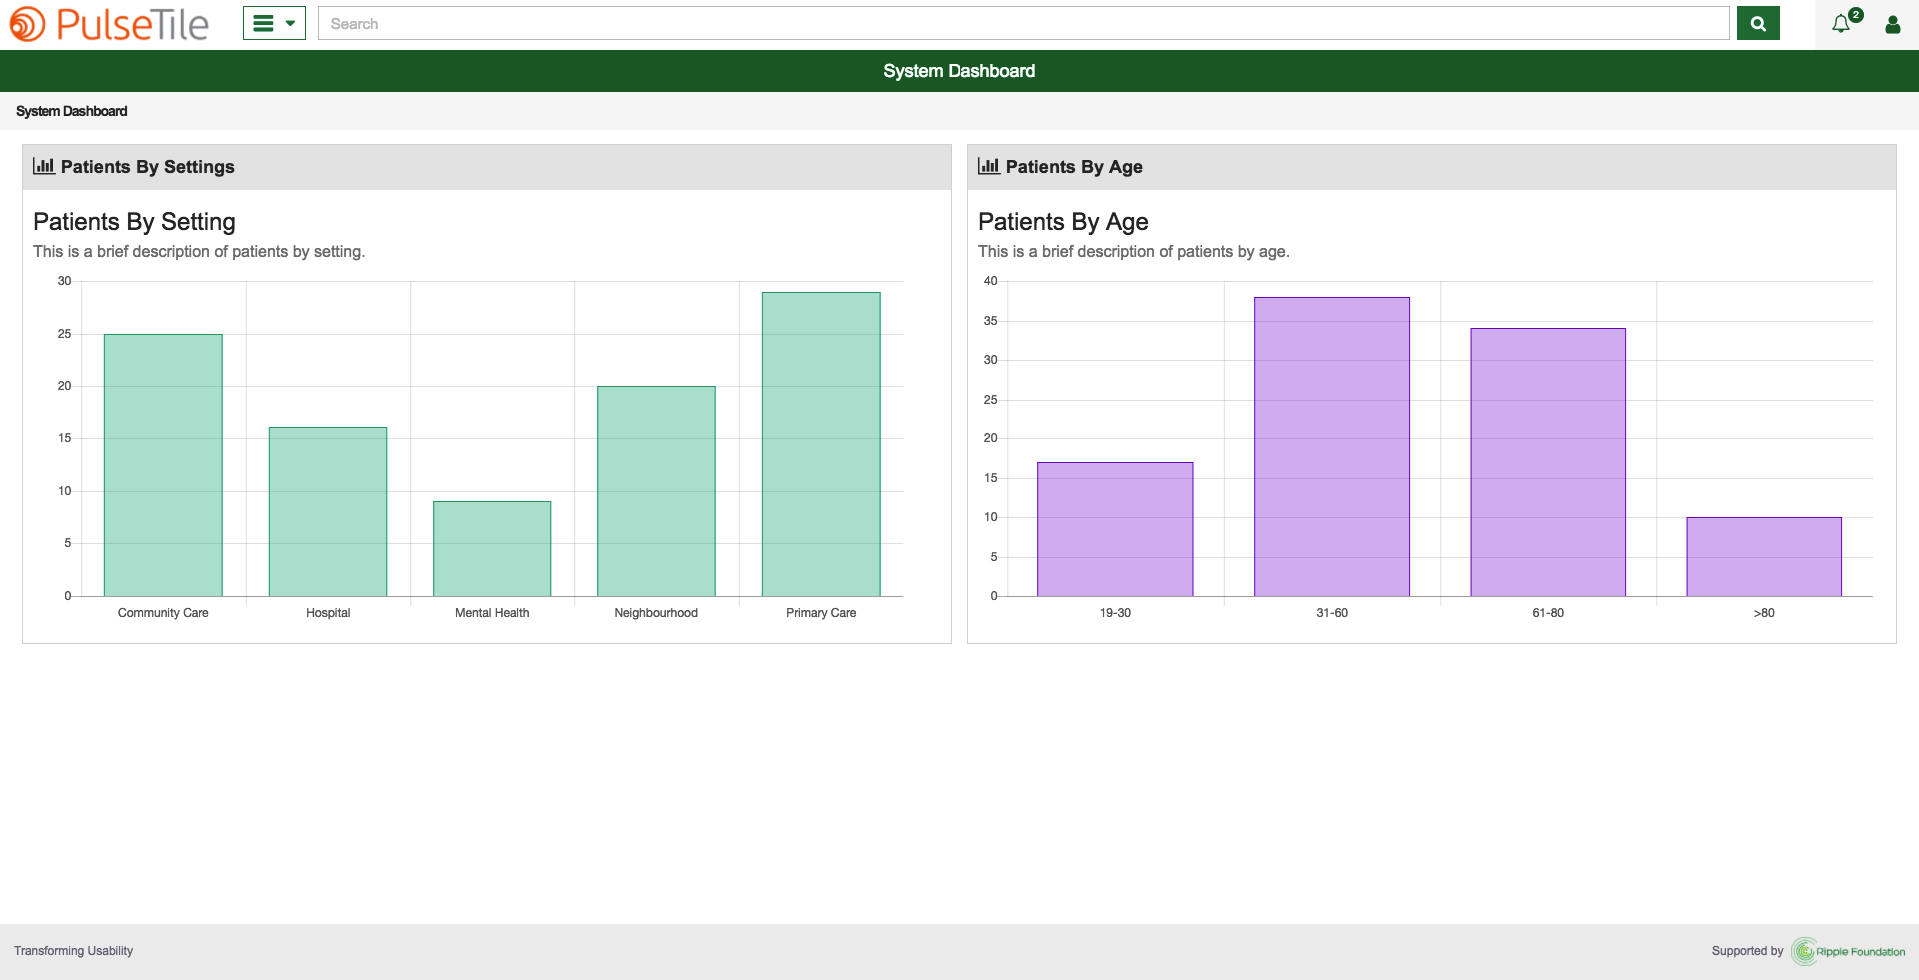 PulseTile
Search
2
System Dashboard
System Dashboard
Patients By Settings
Patients By Setting
This is a brief description of patients by setting.
30
25
20
15
10
5
0
Community Care Hospital Mental Health Neighbourhood Primary Care
Patients By Age
Patients By Age
This is a brief description of patients by age.
40
35
30
25
20
15
10
5
0
19-30 31-60 61-80 >80
Transforming Usability
Supported by Ripple Foundation